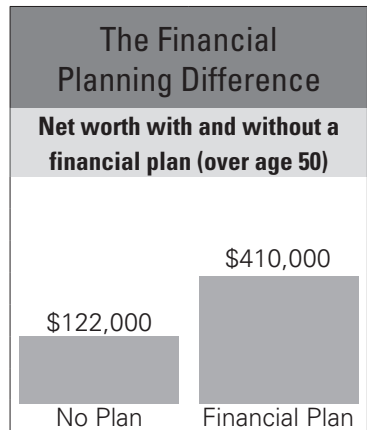 The Financial
Planning Difference
Net worth with and without a
financial plan (over age 50)
$410,000
$122,000
No Plan
Financial Plan